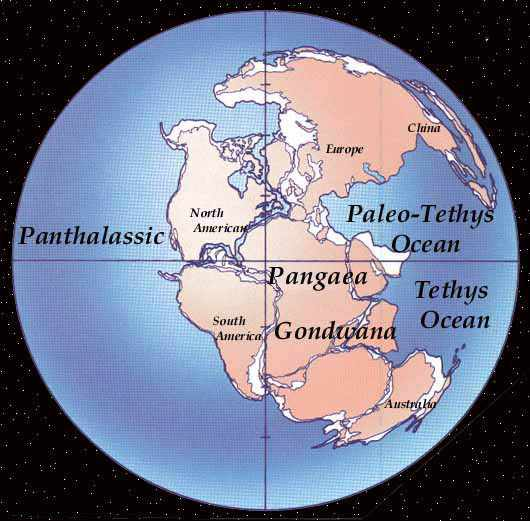 China
Europe
North
American
Paleo-Tethys
Ocean
Panthalassic
Pangaea
Tethys
Ocean
South
America
Gondwana
Australia